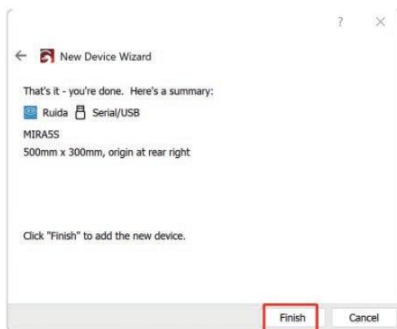 ?
New Device Wizard
That's it - you're done. Here's a summary:
Ruida Serial/USB
MIRA5S
500mm x 300mm, origin at rear right
Click "Finish" to add the new device.
Finish Cancel